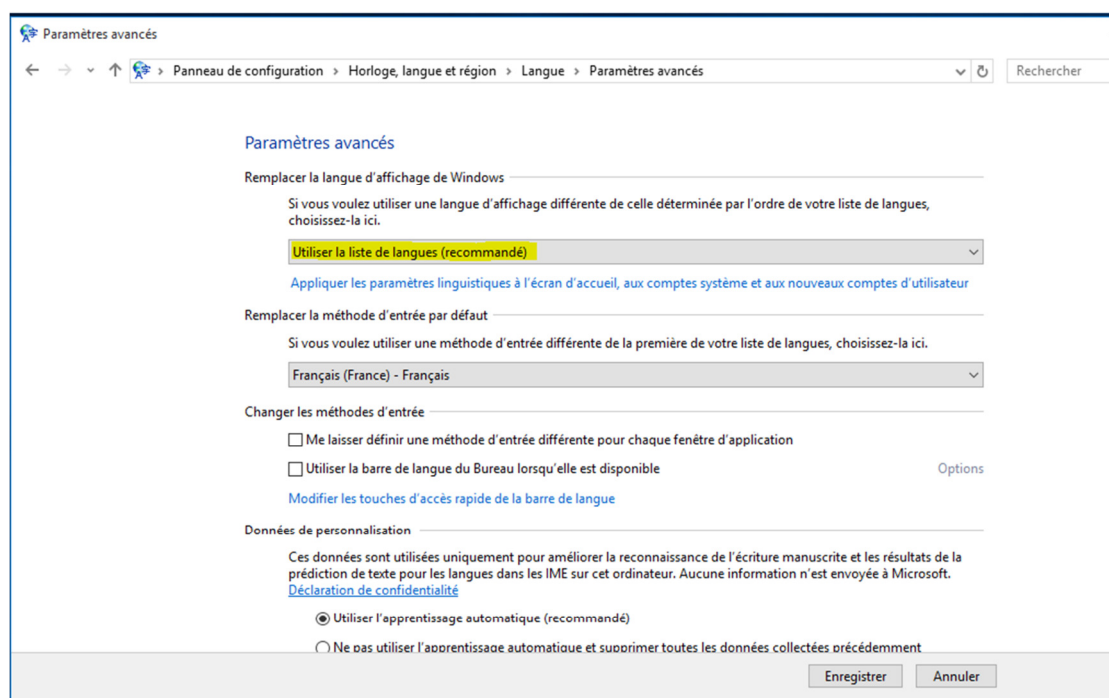 Paramètres avancés
Panneau de configuration > Horloge, langue et région > Langue > Paramètres avancés
Rechercher
Paramètres avancés
Remplacer la langue d'affichage de Windows
Si vous voulez utiliser une langue d'affichage différente de celle déterminée par l'ordre de votre liste de langues,
choisissez-la ici.
Utiliser la liste de langues (recommandé)
Appliquer les paramètres linguistiques à l'écran d'accueil, aux comptes système et aux nouveaux comptes d'utilisateur
Remplacer la méthode d'entrée par défaut
Si vous voulez utiliser une méthode d'entrée différente de la première de votre liste de langues, choisissez-la ici.
Français (France) - Français
Changer les méthodes d'entrée
Me laisser définir une méthode d'entrée différente pour chaque fenêtre d'application
Utiliser la barre de langue du Bureau lorsqu'elle est disponible
Options
Modifier les touches d'accès rapide de la barre de langue
Données de personnalisation
Ces données sont utilisées uniquement pour améliorer la reconnaissance de l'écriture manuscrite et les résultats de la
prédiction de texte pour les langues dans les IME sur cet ordinateur. Aucune information n'est envoyée à Microsoft.
Déclaration de confidentialité
Utiliser l'apprentissage automatique (recommandé)
Ne pas utiliser l'apprentissage automatique et supprimer toutes les données collectées précédemment
Enregistrer
Annuler